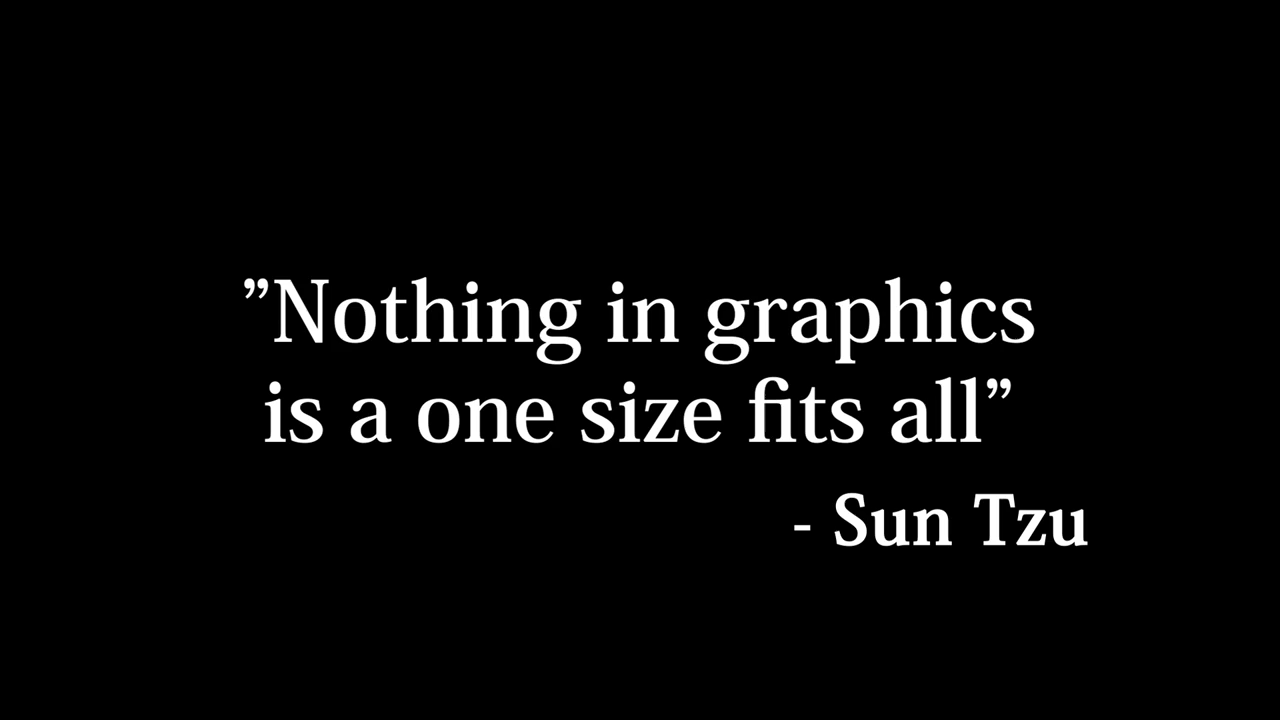 ”Nothing in graphics
is a one size fits all”
- Sun Tzu